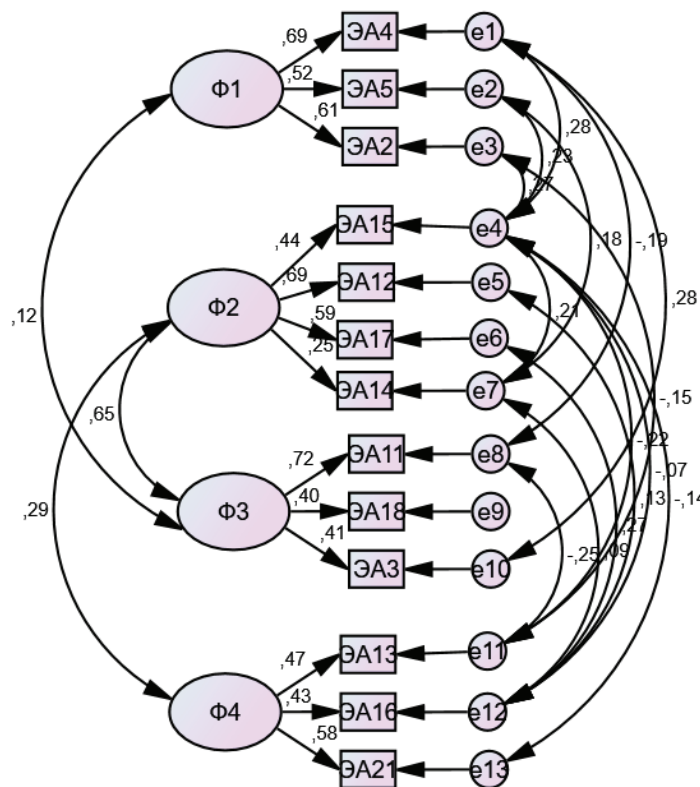 ,69
ЭА4
e1
Ф1
,52
ЭА5
e2
,61
ЭА2
e3
,28
,23
,27
,44
ЭА15
e4
,18
-,19
,69
ЭА12
e5
,28
Ф2
,59
ЭА17
e6
,21
,12
,25
ЭА14
e7
-,15
,65
,72
ЭА11
e8
-,22
-,07
,29
Ф3
,40
ЭА18
e9
,13
-,14
,27
,41
ЭА3
e10
-,25
,09
,47
ЭА13
e11
Ф4
,43
ЭА16
e12
,58
ЭА21
e13